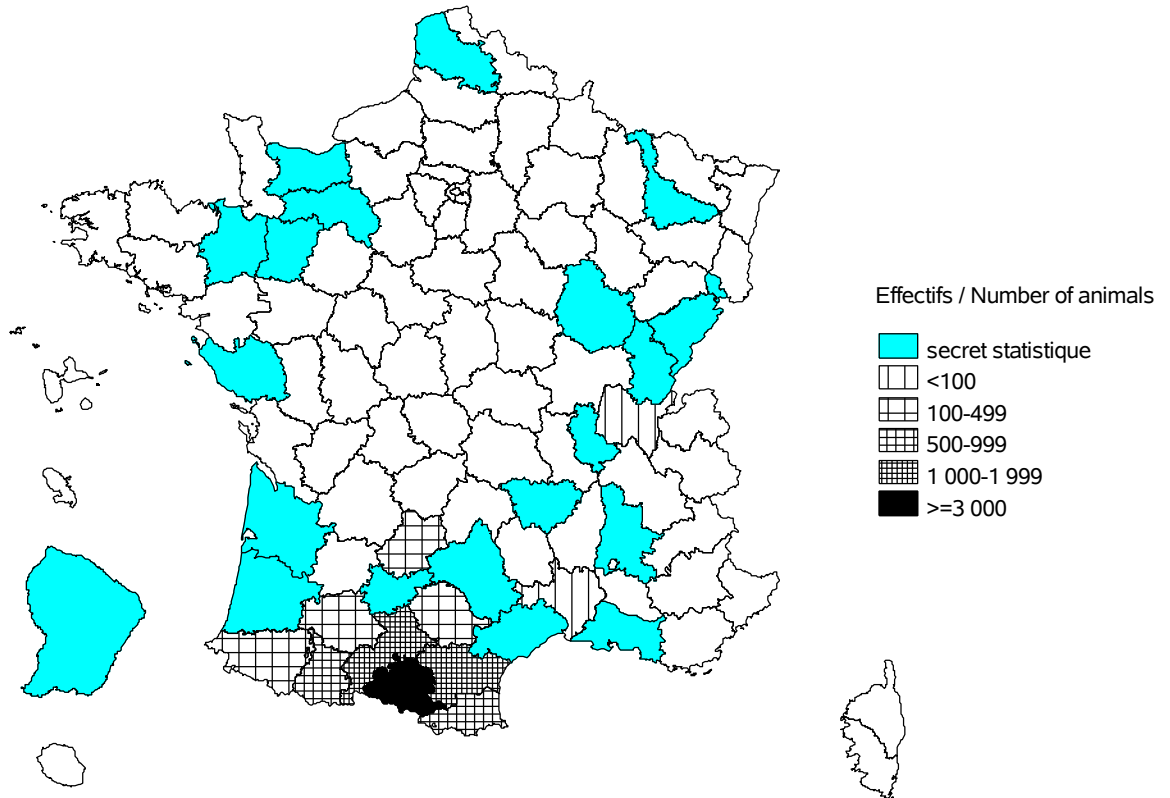 Effectifs / Number of animals
secret statistique
<100
100-499
500-999
1 000-1 999
>=3 000